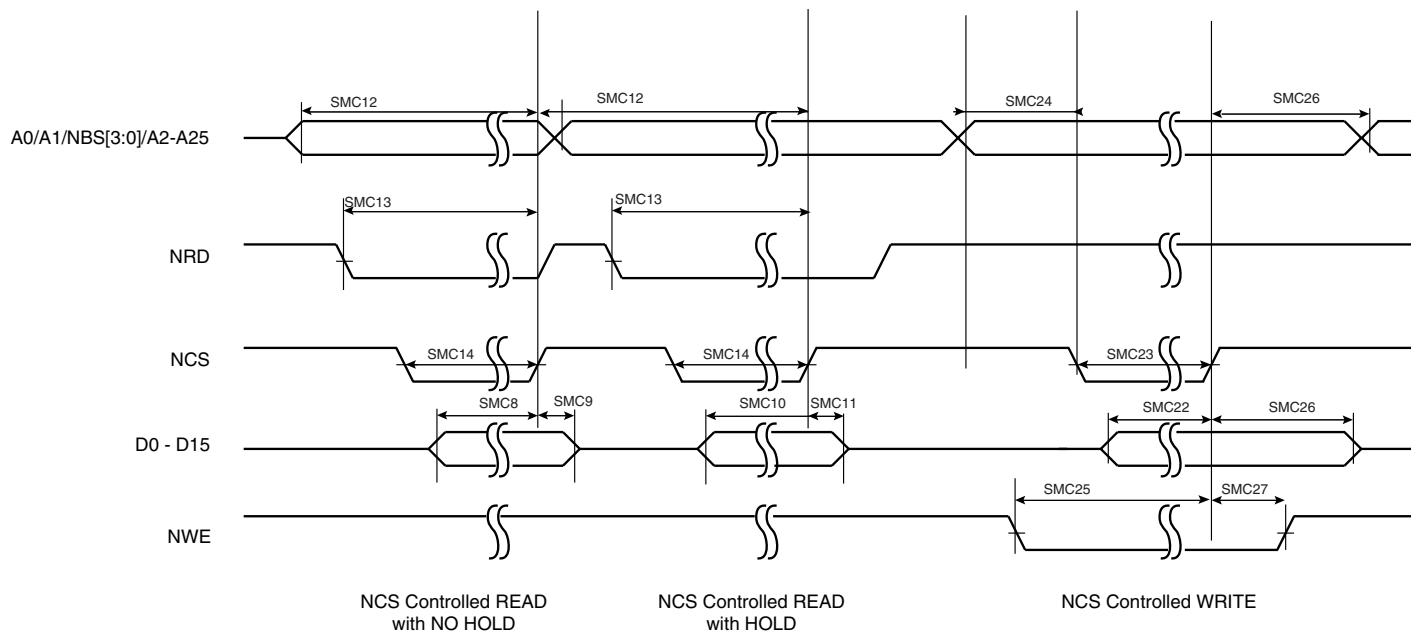 SMC12
SMC12
SMC24
SMC26
A0/A1/NBS[3:0]/A2-A25
SMC13
SMC13
NRD
NCS
SMC14
SMC14
SMC23
SMC8
SMC9
SMC10
SMC11
SMC22
SMC26
D0 - D15
SMC25
SMC27
NWE
NCS Controlled READ
with NO HOLD
NCS Controlled READ
with HOLD
NCS Controlled WRITE